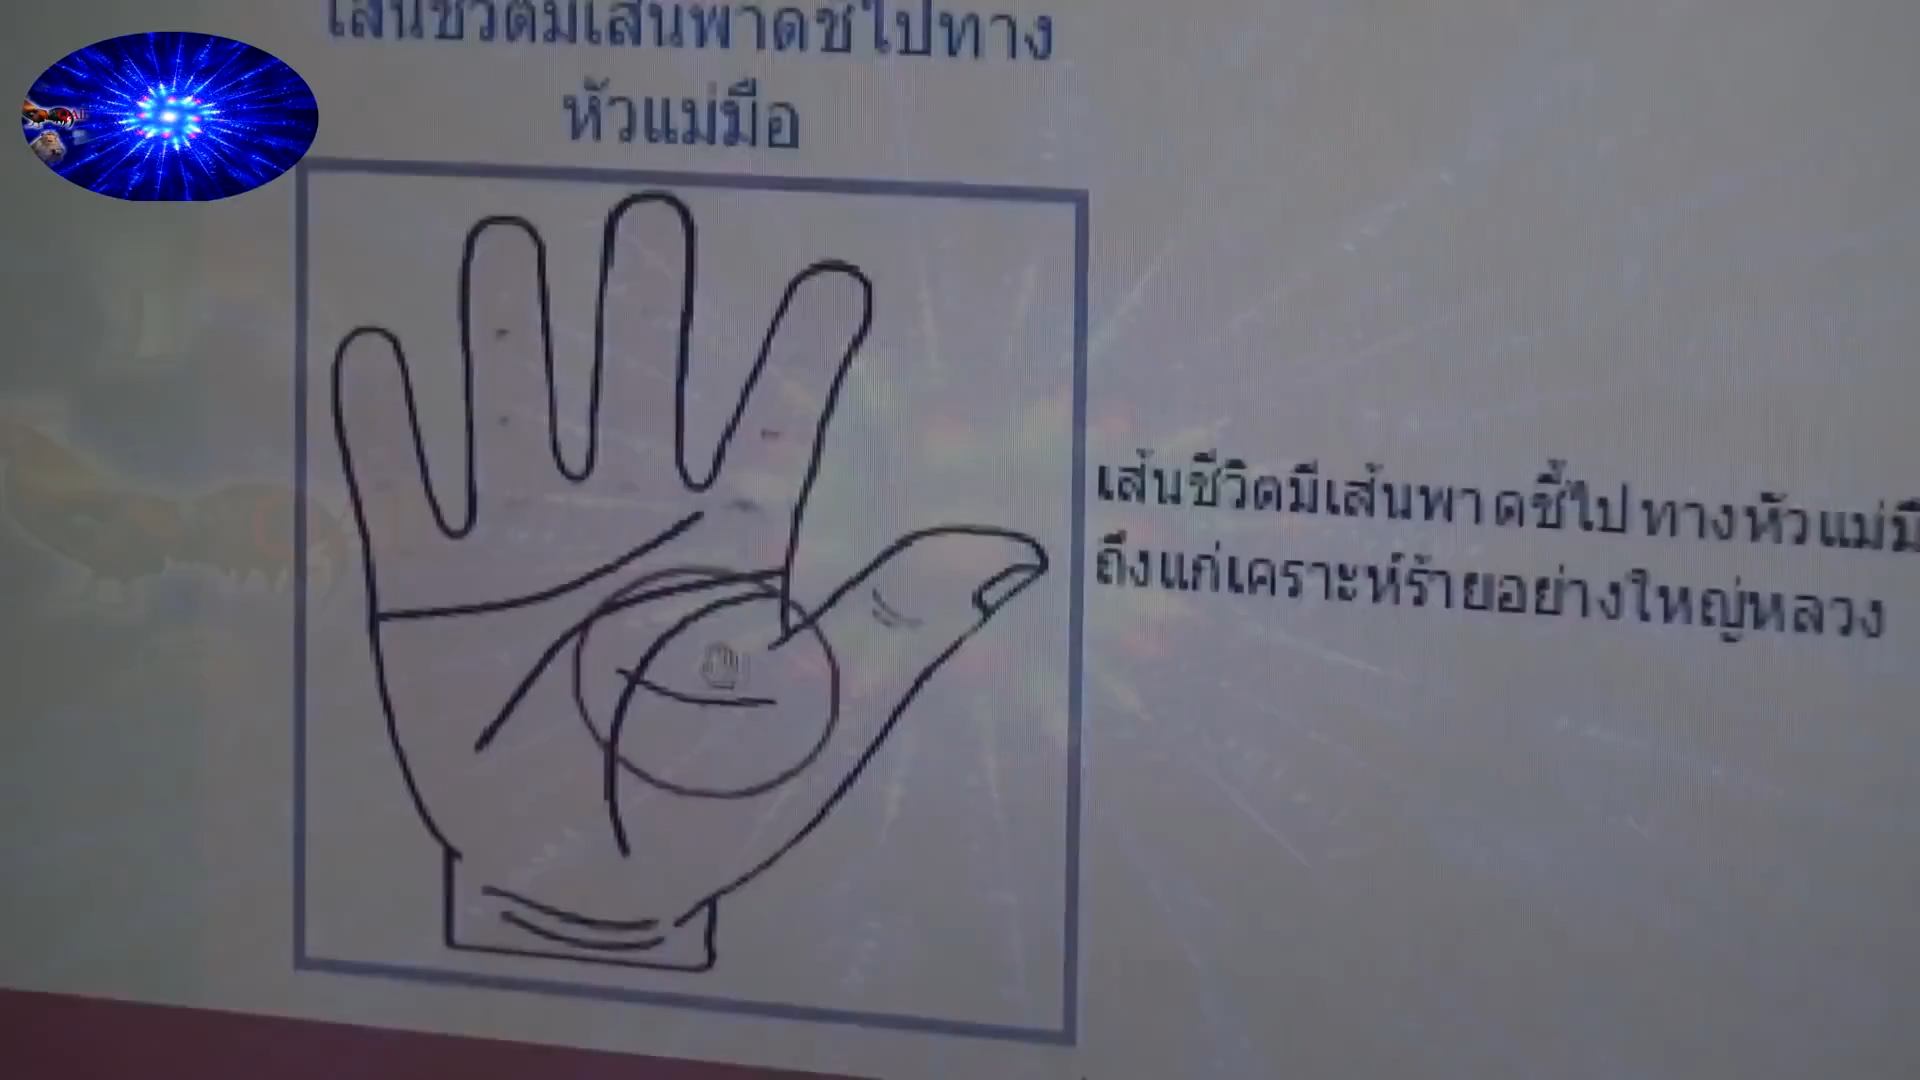 เส้นชีวิตมีเส้นพาดชี้ไปทาง
หัวแม่มือ
เส้นชีวิตมีเส้นพาดชี้ไปทางหัวแม่มื
ถึงแก่เคราะห์ร้ายอย่างใหญ่หลวง